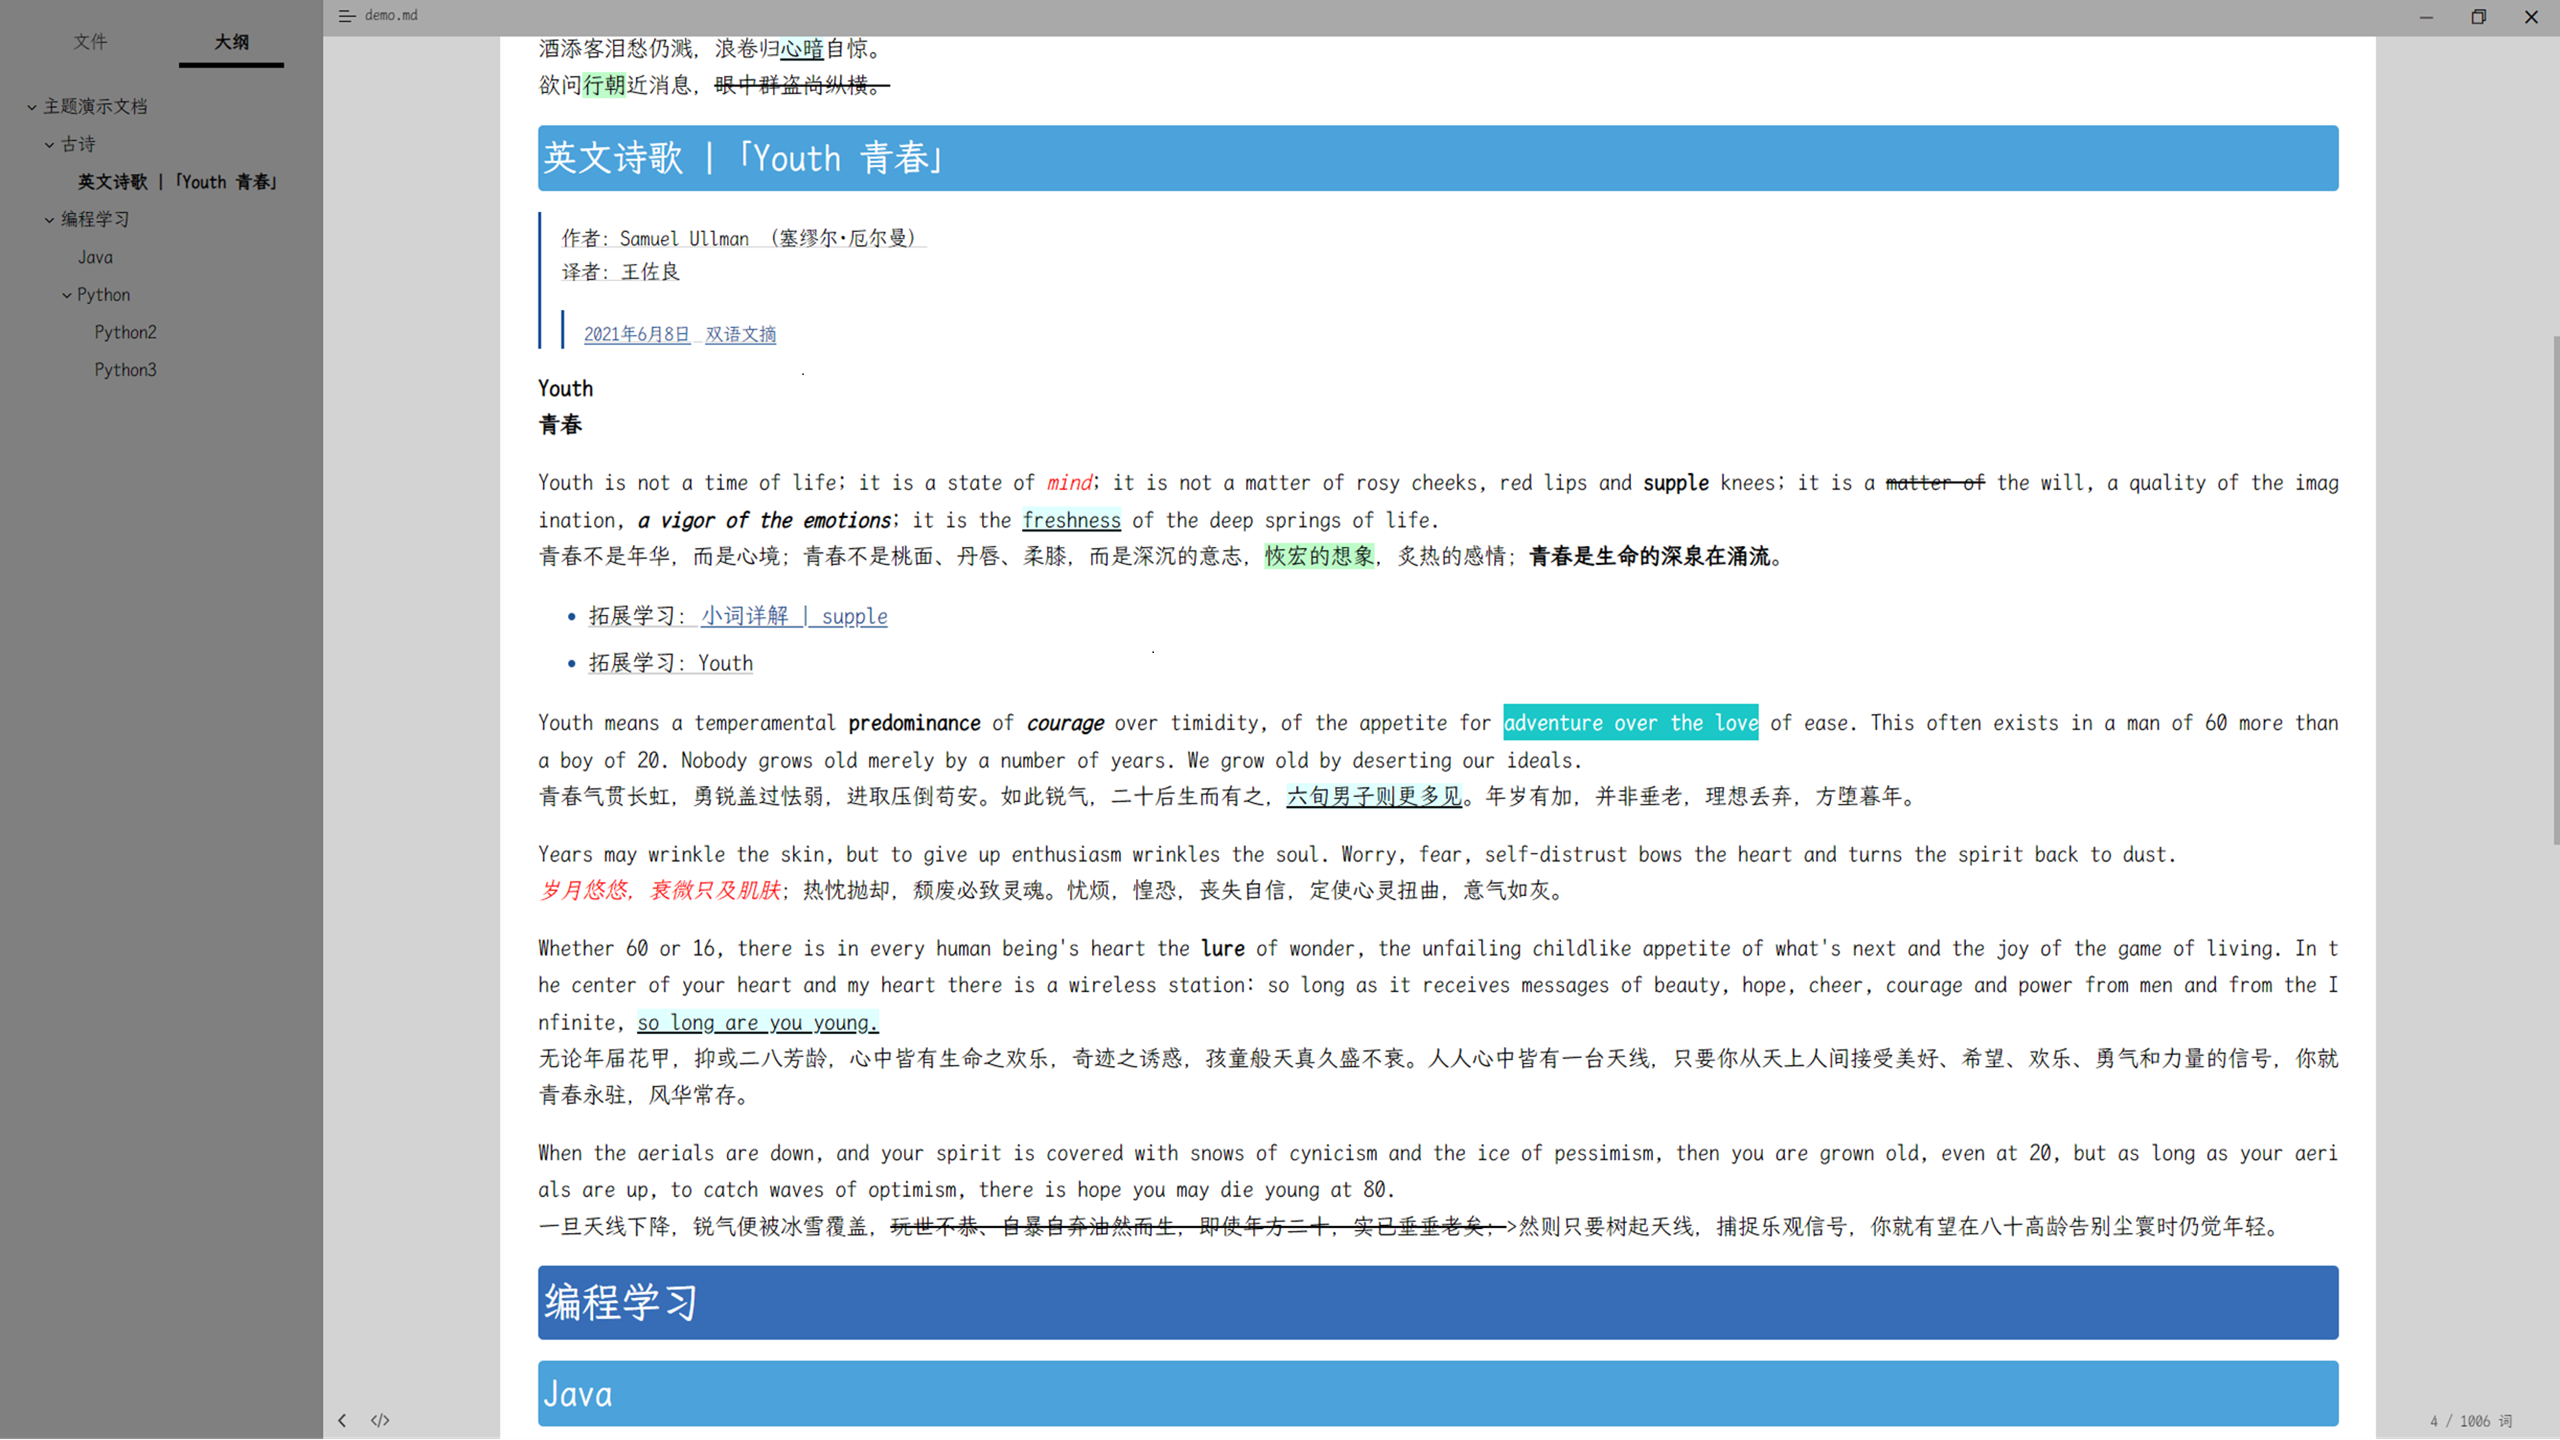 文件 大纲
主题演示文档
古诗
英文诗歌 |「Youth 青春」
编程学习
Java
Python
Python2
Python3
demo.md
酒添客泪愁仍溅，浪卷归心暗自惊。
欲问行朝近消息，眼中群盗尚纵横。
英文诗歌 |「Youth 青春」
作者：Samuel Ullman （塞缪尔·厄尔曼）
译者：王佐良
2021年6月8日 双语文摘
Youth
青春
Youth is not a time of life; it is a state of mind; it is not a matter of rosy cheeks, red lips and supple knees; it is a matter of the will, a quality of the imag
ination, a vigor of the emotions; it is the freshness of the deep springs of life.
青春不是年华，而是心境；青春不是桃面、丹唇、柔膝，而是深沉的意志，恢宏的想象，炙热的感情；青春是生命的深泉在涌流。
拓展学习： 小词详解 | supple
拓展学习：Youth
Youth means a temperamental predominance of courage over timidity, of the appetite for adventure over the love of ease. This often exists in a man of 60 more than
a boy of 20. Nobody grows old merely by a number of years. We grow old by deserting our ideals.
青春气贯长虹，勇锐盖过怯弱，进取压倒苟安。如此锐气，二十后生而有之，六旬男子则更多见。年岁有加，并非垂老，理想丢弃，方堕暮年。
Years may wrinkle the skin, but to give up enthusiasm wrinkles the soul. Worry, fear, self-distrust bows the heart and turns the spirit back to dust.
岁月悠悠，衰微只及肌肤；热忱抛却，颓废必致灵魂。忧烦，惶恐，丧失自信，定使心灵扭曲，意气如灰。
Whether 60 or 16, there is in every human being's heart the lure of wonder, the unfailing childlike appetite of what's next and the joy of the game of living. In t
he center of your heart and my heart there is a wireless station: so long as it receives messages of beauty, hope, cheer, courage and power from men and from the I
nfinite, so long are you young.
无论年届花甲，抑或二八芳龄，心中皆有生命之欢乐，奇迹之诱惑，孩童般天真久盛不衰。人人心中皆有一台天线，只要你从天上人间接受美好、希望、欢乐、勇气和力量的信号，你就
青春永驻，风华常存。
When the aerials are down, and your spirit is covered with snows of cynicism and the ice of pessimism, then you are grown old, even at 20, but as long as your aeri
als are up, to catch waves of optimism, there is hope you may die young at 80.
一旦天线下降，锐气便被冰雪覆盖，玩世不恭、自暴自弃油然而生，即使年方二十，实已垂垂老矣；>然则只要树起天线，捕捉乐观信号，你就有望在八十高龄告别尘寰时仍觉年轻。
编程学习
Java
4 / 1006 词